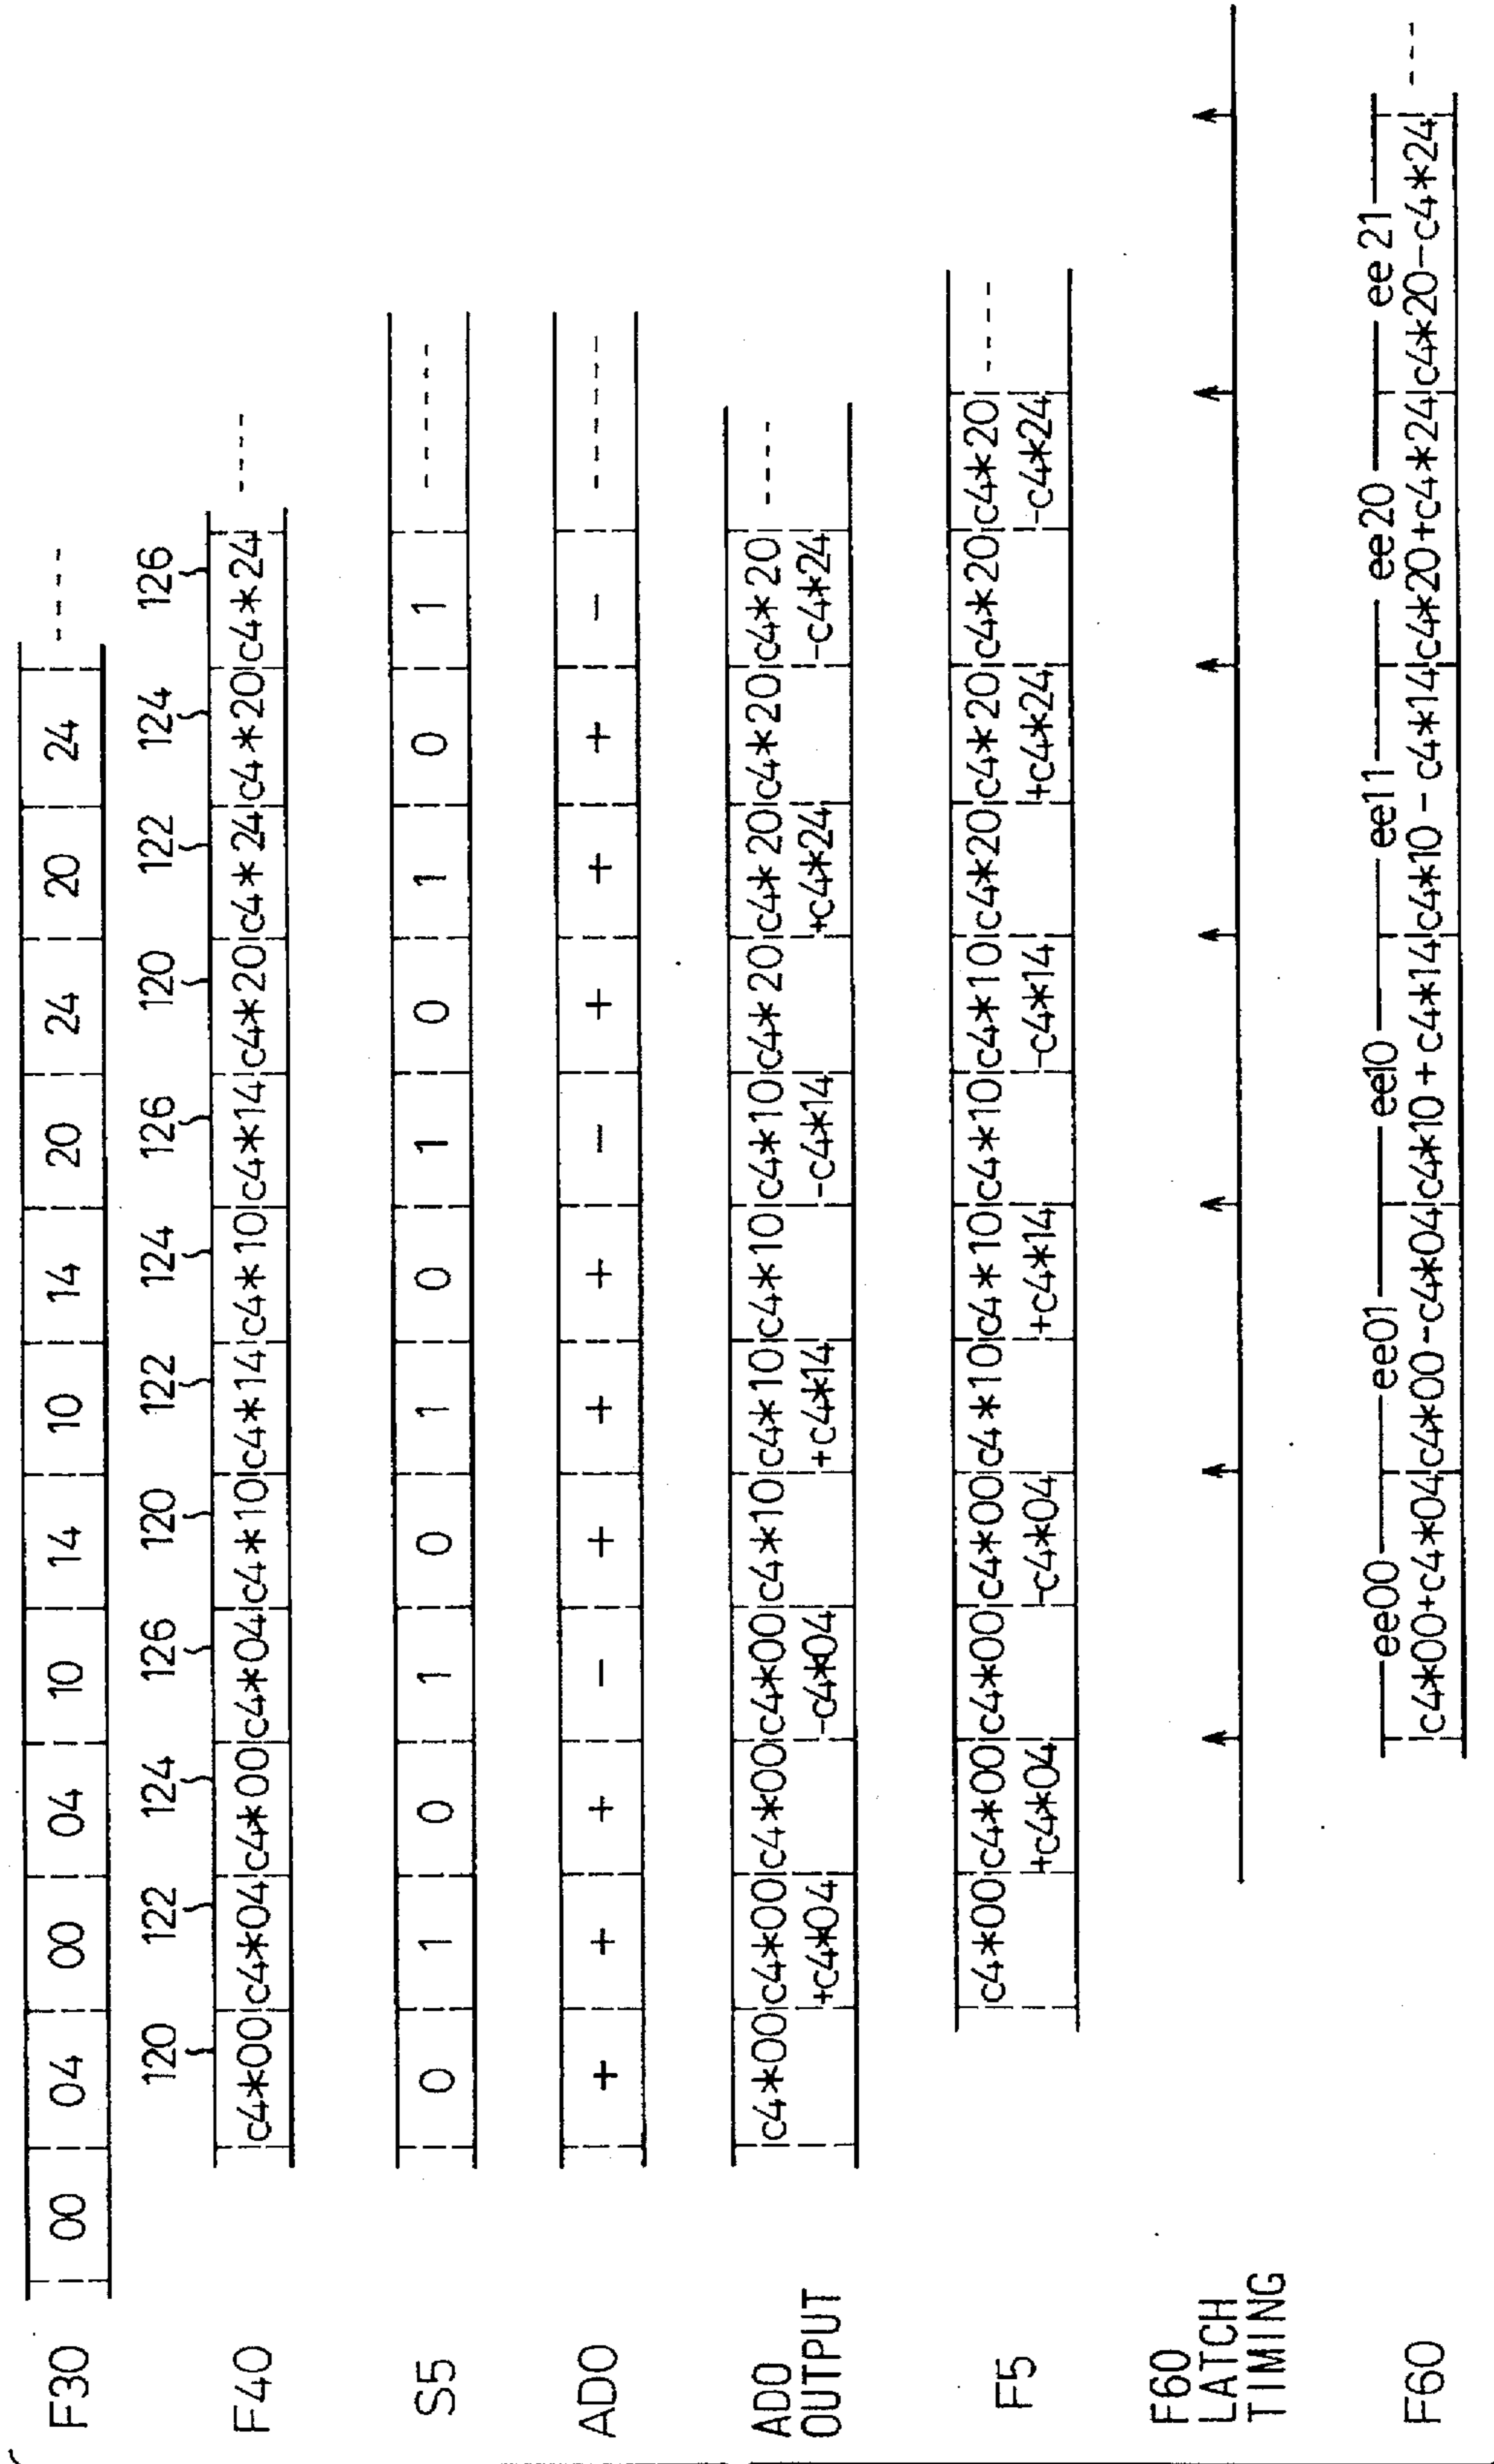 F30 00 04 00 04 10 14 10 14 20 24 20 24 ----
120 122 124 126 120 122 124 126 120 122 124 126
F40 c4*00 c4*04 c4*00 c4*04 c4*10 c4*14 c4*10 c4*14 c4*20 c4*24 c4*20 c4*24 ----
S5 0 1 0 1 0 1 0 1 0 1 0 1 -----
AD0 + + + - + + + - + + + - ------
AD0 OUTPUT c4*00 c4*00 c4*00 c4*00 c4*10 c4*10 c4*10 c4*10 c4*20 c4*20 c4*20 c4*20 ----
+c4*04 -c4*04 +c4*14 -c4*14 +c4*24 -c4*24
F5 c4*00 c4*00 c4*00 c4*00 c4*10 c4*10 c4*10 c4*10 c4*20 c4*20 c4*20 c4*20 ----
+c4*04 -c4*04 +c4*14 -c4*14 +c4*24 -c4*24
F60
LATCH
TIMING
ee00 ee01 ee10 ee11 ee20 ee21
F60 c4*00+c4*04 c4*00-c4*04 c4*10+c4*14 c4*10-c4*14 c4*20+c4*24 c4*20-c4*24 ---